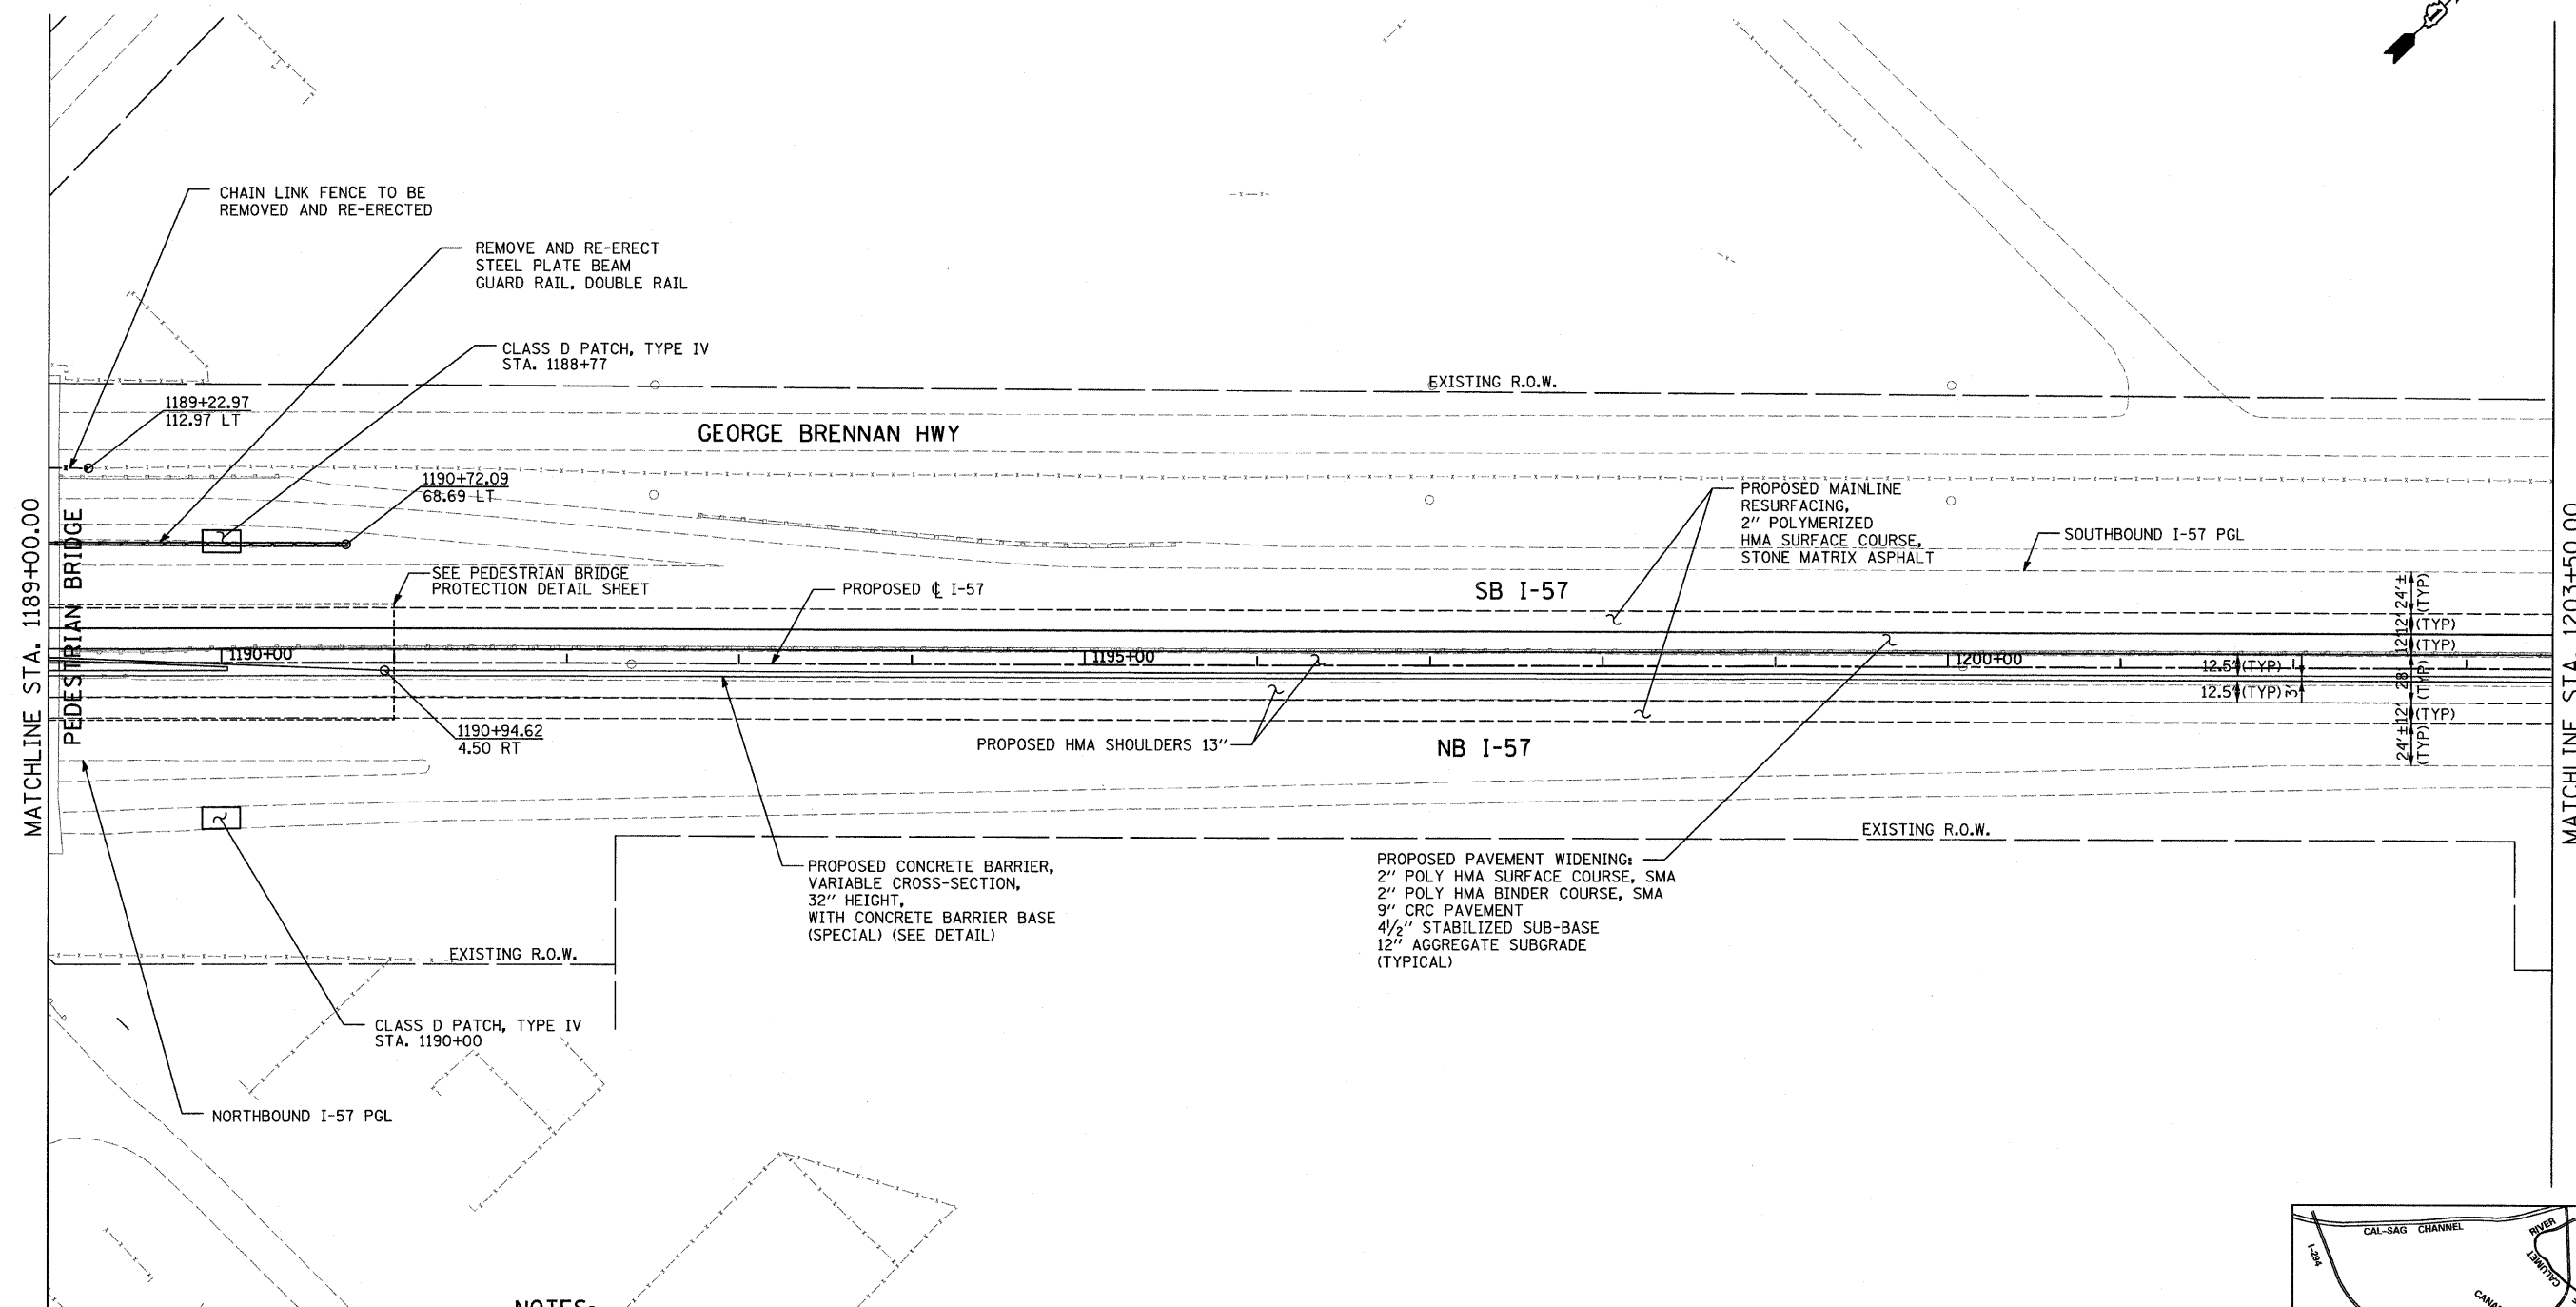 CHAIN LINK FENCE TO BE
REMOVED AND RE-ERECTED
REMOVE AND RE-ERECT
STEEL PLATE BEAM
GUARD RAIL, DOUBLE RAIL
CLASS D PATCH, TYPE IV
STA. 1188+77
EXISTING R.O.W.
1189+22.97
112.97 LT
GEORGE BRENNAN HWY
1190+72.09
68.69 LT
MATCHLINE STA. 1189+00.00
PEDESTRIAN BRIDGE
SEE PEDESTRIAN BRIDGE
PROTECTION DETAIL SHEET
PROPOSED ℄ I-57
PROPOSED MAINLINE
RESURFACING,
2" POLYMERIZED
HMA SURFACE COURSE,
STONE MATRIX ASPHALT
SOUTHBOUND I-57 PGL
SB I-57
24'±
(TYP)
12'
(TYP)
12'
(TYP)
1190+00
1195+00
1200+00
12.5' (TYP)
12.5' (TYP)
3'
28'
(TYP)
12'
(TYP)
24'±
(TYP)
MATCHLINE STA. 1203+50.00
1190+94.62
4.50 RT
PROPOSED HMA SHOULDERS 13"
NB I-57
EXISTING R.O.W.
PROPOSED CONCRETE BARRIER,
VARIABLE CROSS-SECTION,
32" HEIGHT,
WITH CONCRETE BARRIER BASE
(SPECIAL) (SEE DETAIL)
PROPOSED PAVEMENT WIDENING:
2" POLY HMA SURFACE COURSE, SMA
2" POLY HMA BINDER COURSE, SMA
9" CRC PAVEMENT
4½" STABILIZED SUB-BASE
12" AGGREGATE SUBGRADE
(TYPICAL)
EXISTING R.O.W.
CLASS D PATCH, TYPE IV
STA. 1190+00
NORTHBOUND I-57 PGL
NOTES:
CAL-SAG CHANNEL
I-294
RIVER
CALUMET